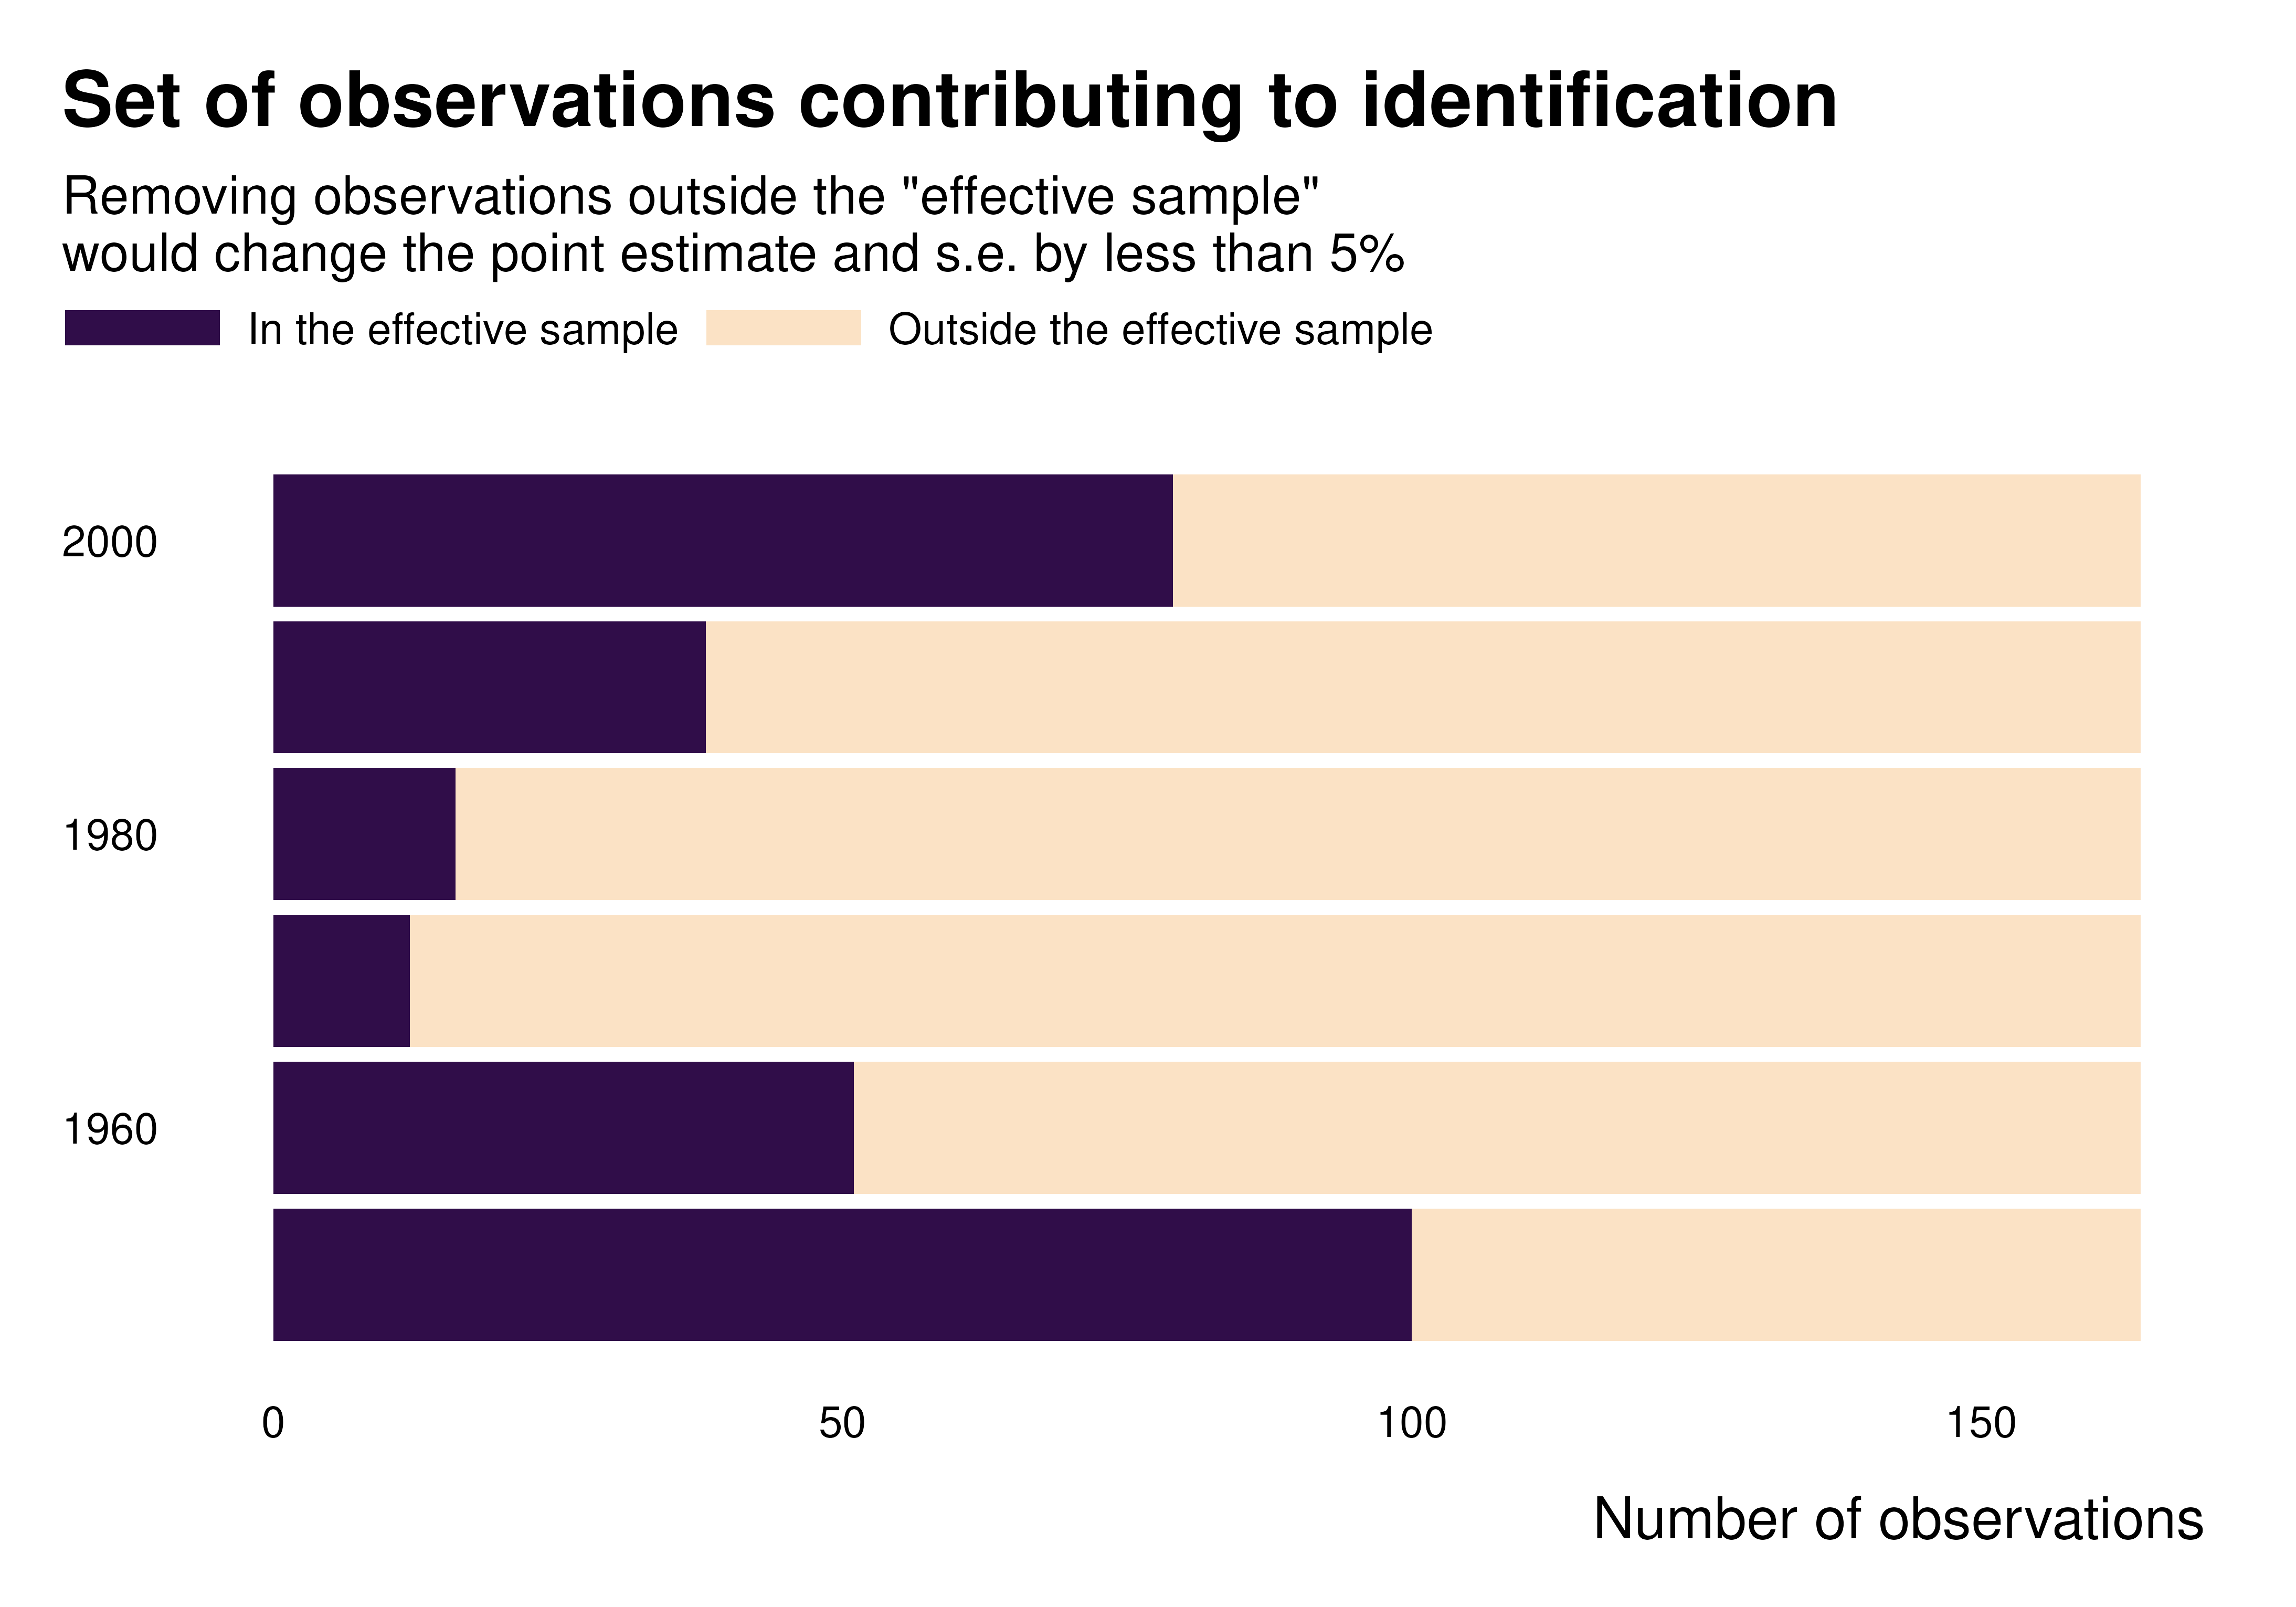 Set of observations contributing to identification
Removing observations outside the "effective sample"
would change the point estimate and s.e. by less than 5%
In the effective sample
Outside the effective sample
2000
1980
1960
0
50
100
150
Number of observations